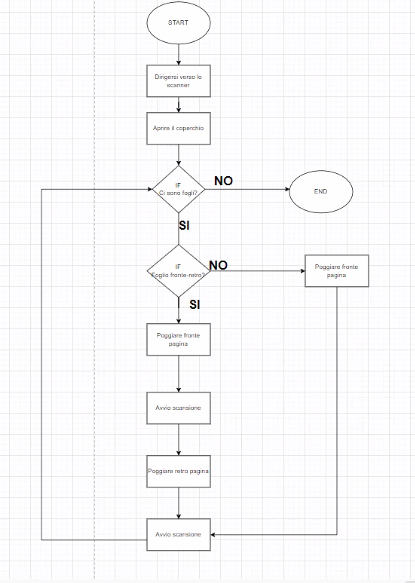 START
Dirigersi verso lo
scanner
Aprire il coperchio
IF
Ci sono fogli?
NO
END
SI
IF
Foglio fronte-retro?
NO
Poggiare fronte
pagina
SI
Poggiare fronte
pagina
Avvio scansione
Poggiare retro pagina
Avvio scansione